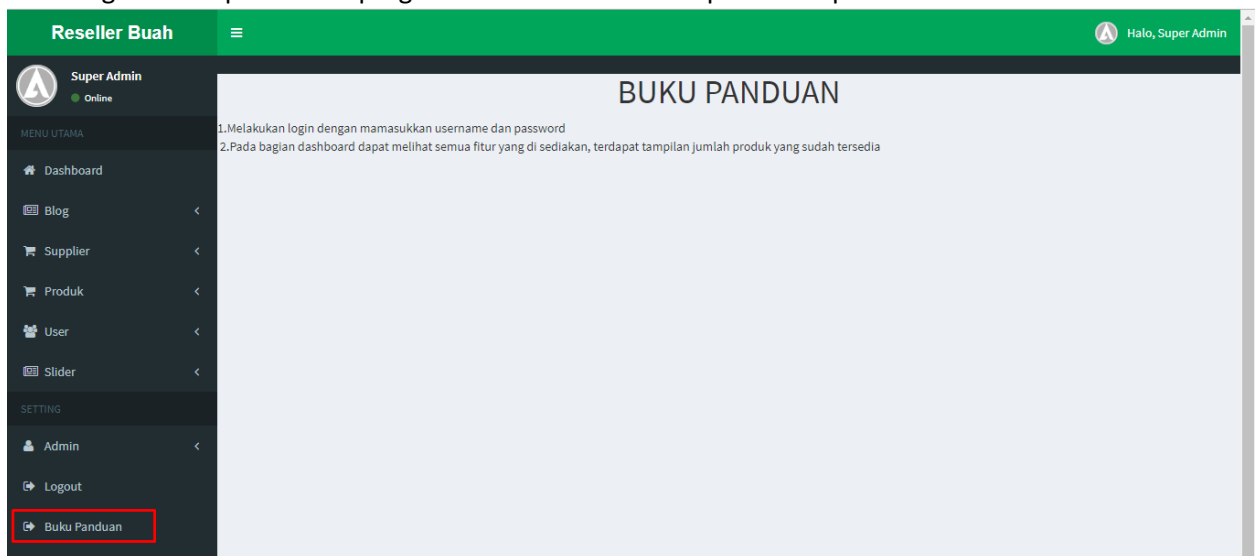 Reseller Buah
Halo, Super Admin
Super Admin
Online
MENU UTAMA
Dashboard
Blog
Supplier
Produk
User
Slider
SETTING
Admin
Logout
Buku Panduan
BUKU PANDUAN
1.Melakukan login dengan mamasukkan username dan password
2.Pada bagian dashboard dapat melihat semua fitur yang di sediakan, terdapat tampilan jumlah produk yang sudah tersedia